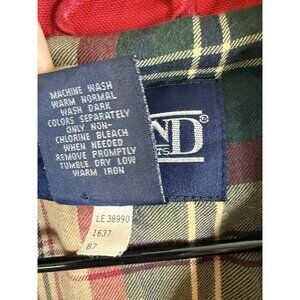 MACHINE WASH
WARM NORMAL
WASH DARK
COLORS SEPARATELY
ONLY NON-
CHLORINE BLEACH
WHEN NEEDED
REMOVE PROMPTLY
TUMBLE DRY LOW
WARM IRON
ND®
TS
LE 38990
1637
B7